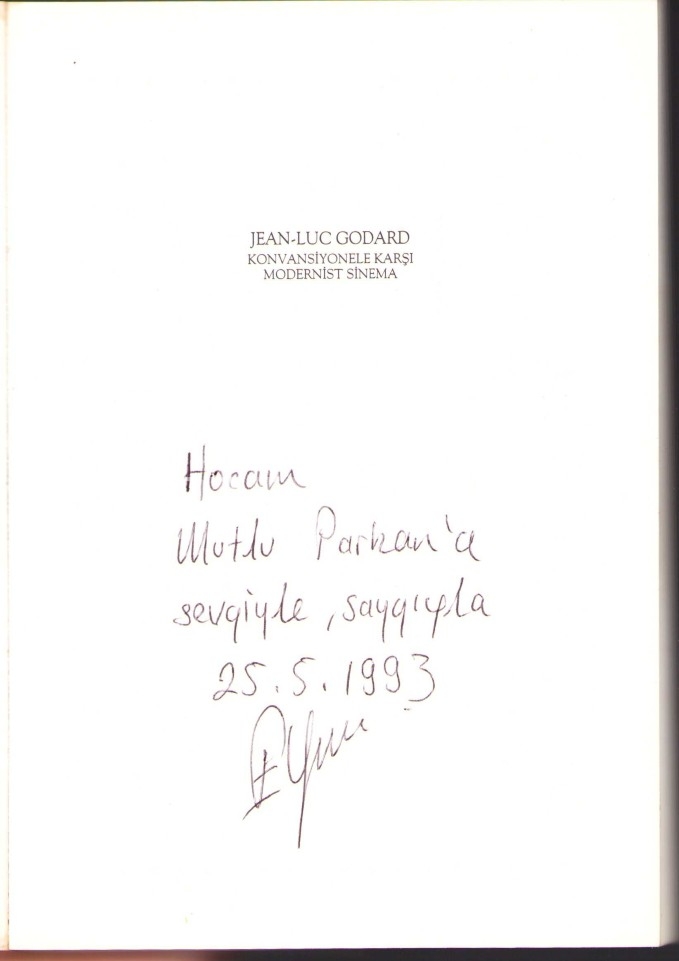 JEAN-LUC GODARD
KONVANSİYONELE KARŞI
MODERNİST SİNEMA
Hocam
Mutlu Parkan'a
sevgiyle, saygıyla
25.5.1993